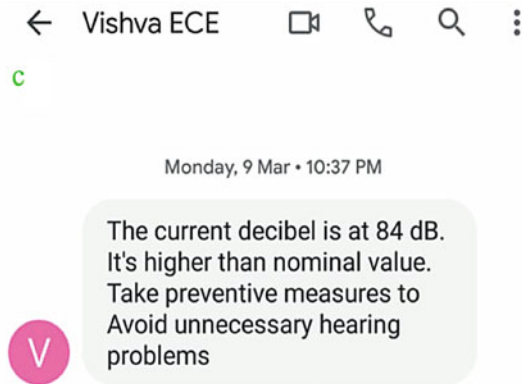 Vishva ECE
c
Monday, 9 Mar • 10:37 PM
The current decibel is at 84 dB.
It's higher than nominal value.
Take preventive measures to
Avoid unnecessary hearing
problems
V